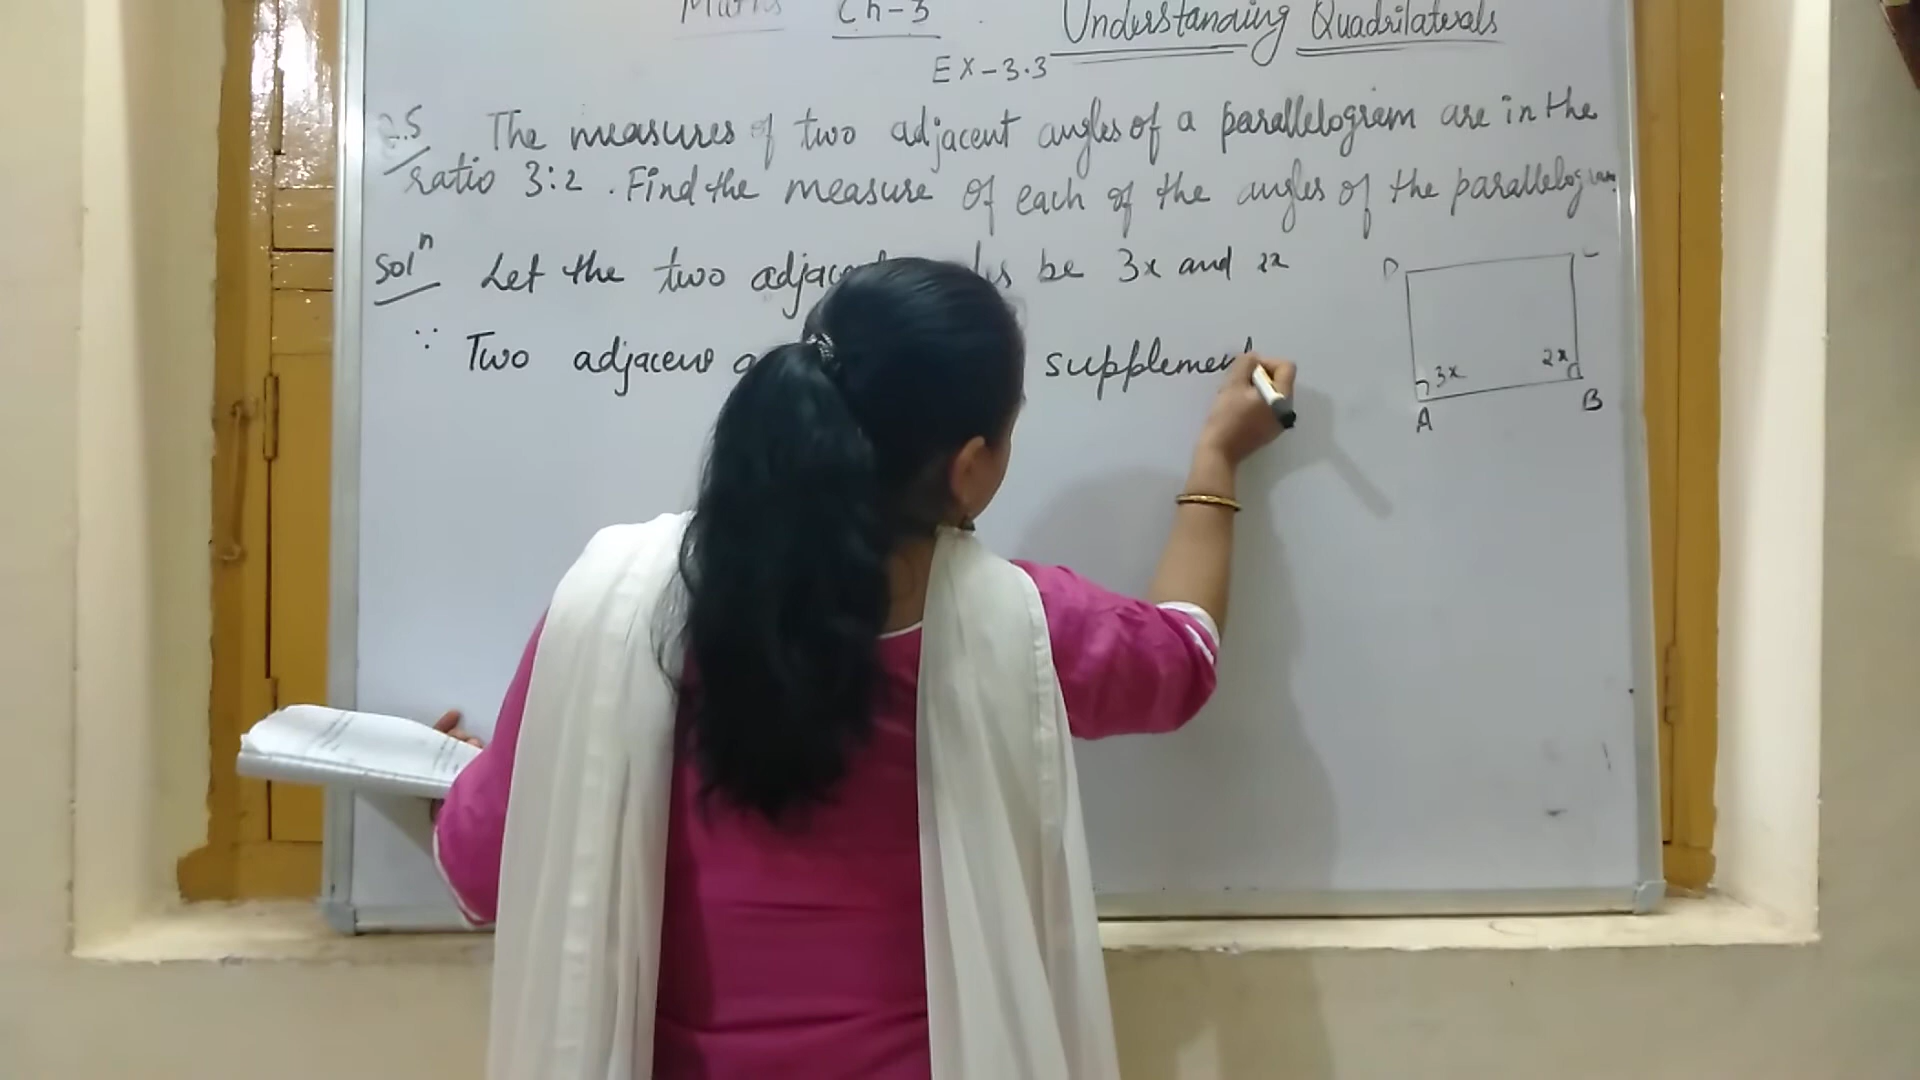 Maths Ch-3 Understanding Quadrilaterals
EX-3.3
Q.5 The measures of two adjacent angles of a parallelogram are in the
ratio 3:2. Find the measure of each of the angles of the parallelogram
Solⁿ Let the two be 3x and 2x
∵ Two adjacent supplement
D
3x 2x
A B